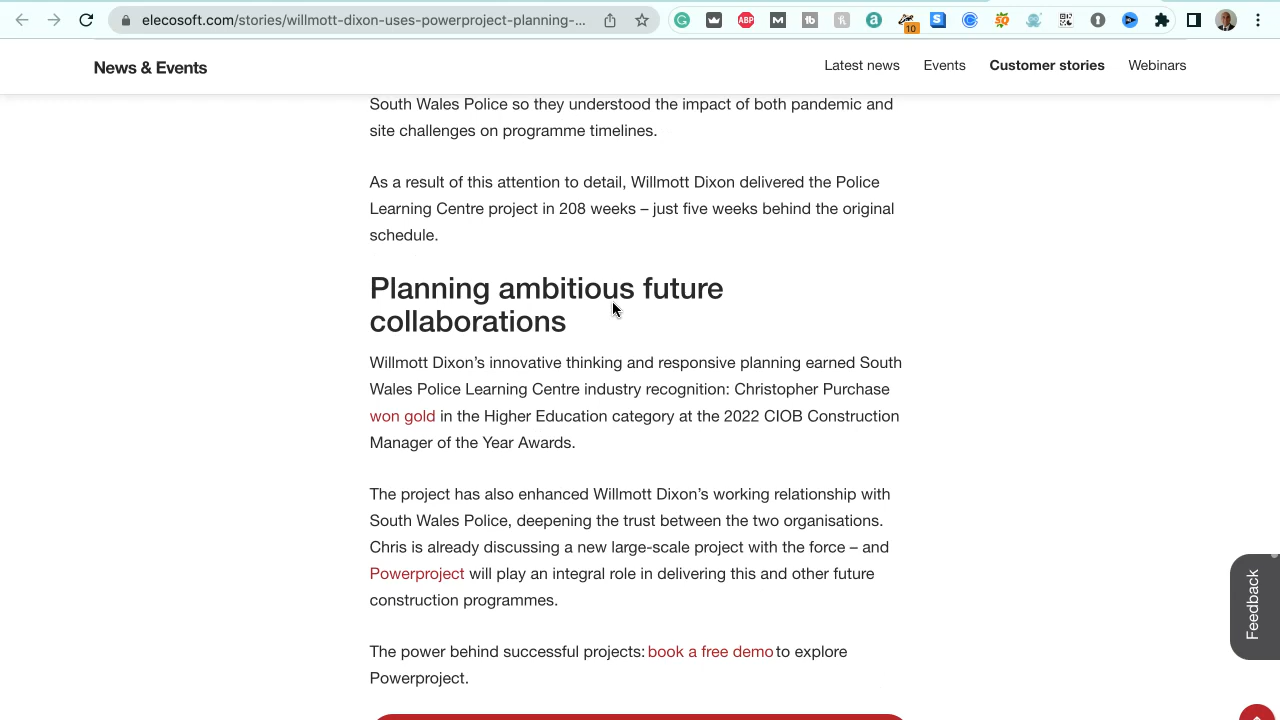 elecosoft.com/stories/willmott-dixon-uses-powerproject-planning-...
ABP
10
News & Events
Latest news
Events
Customer stories
Webinars
South Wales Police so they understood the impact of both pandemic and
site challenges on programme timelines.
As a result of this attention to detail, Willmott Dixon delivered the Police
Learning Centre project in 208 weeks – just five weeks behind the original
schedule.
Planning ambitious future
collaborations
Willmott Dixon’s innovative thinking and responsive planning earned South
Wales Police Learning Centre industry recognition: Christopher Purchase
won gold in the Higher Education category at the 2022 CIOB Construction
Manager of the Year Awards.
The project has also enhanced Willmott Dixon’s working relationship with
South Wales Police, deepening the trust between the two organisations.
Chris is already discussing a new large-scale project with the force – and
Powerproject will play an integral role in delivering this and other future
construction programmes.
The power behind successful projects: book a free demo to explore
Powerproject.
Feedback